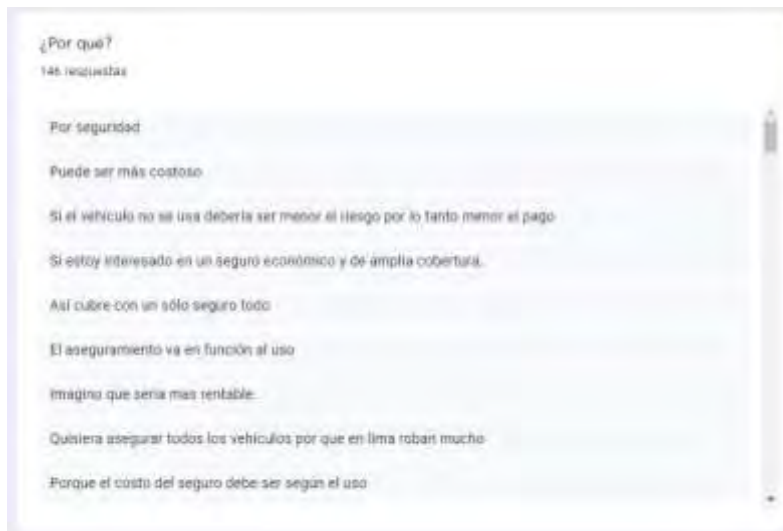 ¿Por qué?
146 respuestas
Por seguridad
Puede ser más costoso
Si el vehículo no se usa debería ser menor el riesgo por lo tanto menor el pago
Si estoy interesado en un seguro económico y de amplia cobertura.
Así cubre con un sólo seguro todo
El aseguramiento va en función al uso
Imagino que sería mas rentable.
Quisiera asegurar todos los vehículos por que en lima roban mucho
Porque el costo del seguro debe ser según el uso